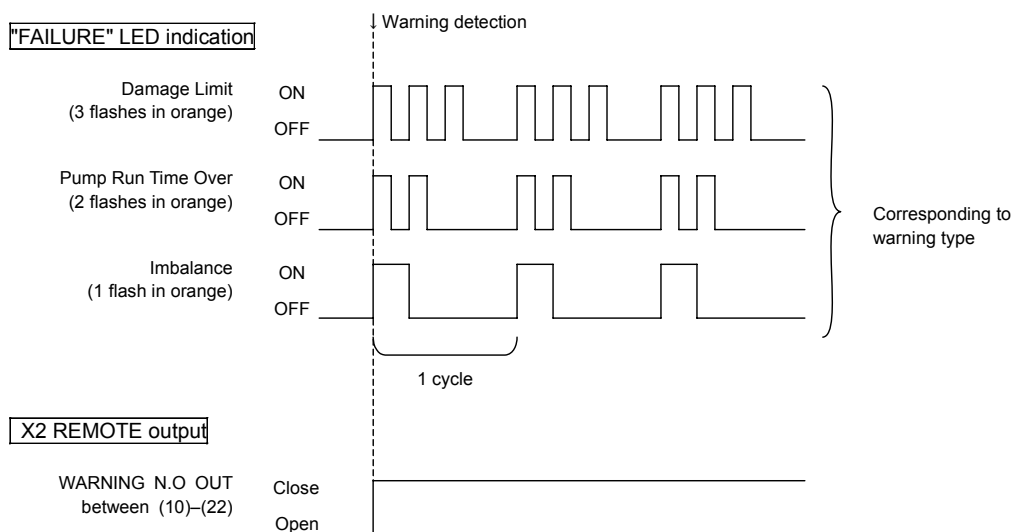 ↓ Warning detection
"FAILURE" LED indication
Damage Limit
(3 flashes in orange)
ON
OFF
Pump Run Time Over
(2 flashes in orange)
ON
OFF
Corresponding to
warning type
Imbalance
(1 flash in orange)
ON
OFF
1 cycle
X2 REMOTE output
WARNING N.O OUT
between (10)–(22)
Close
Open